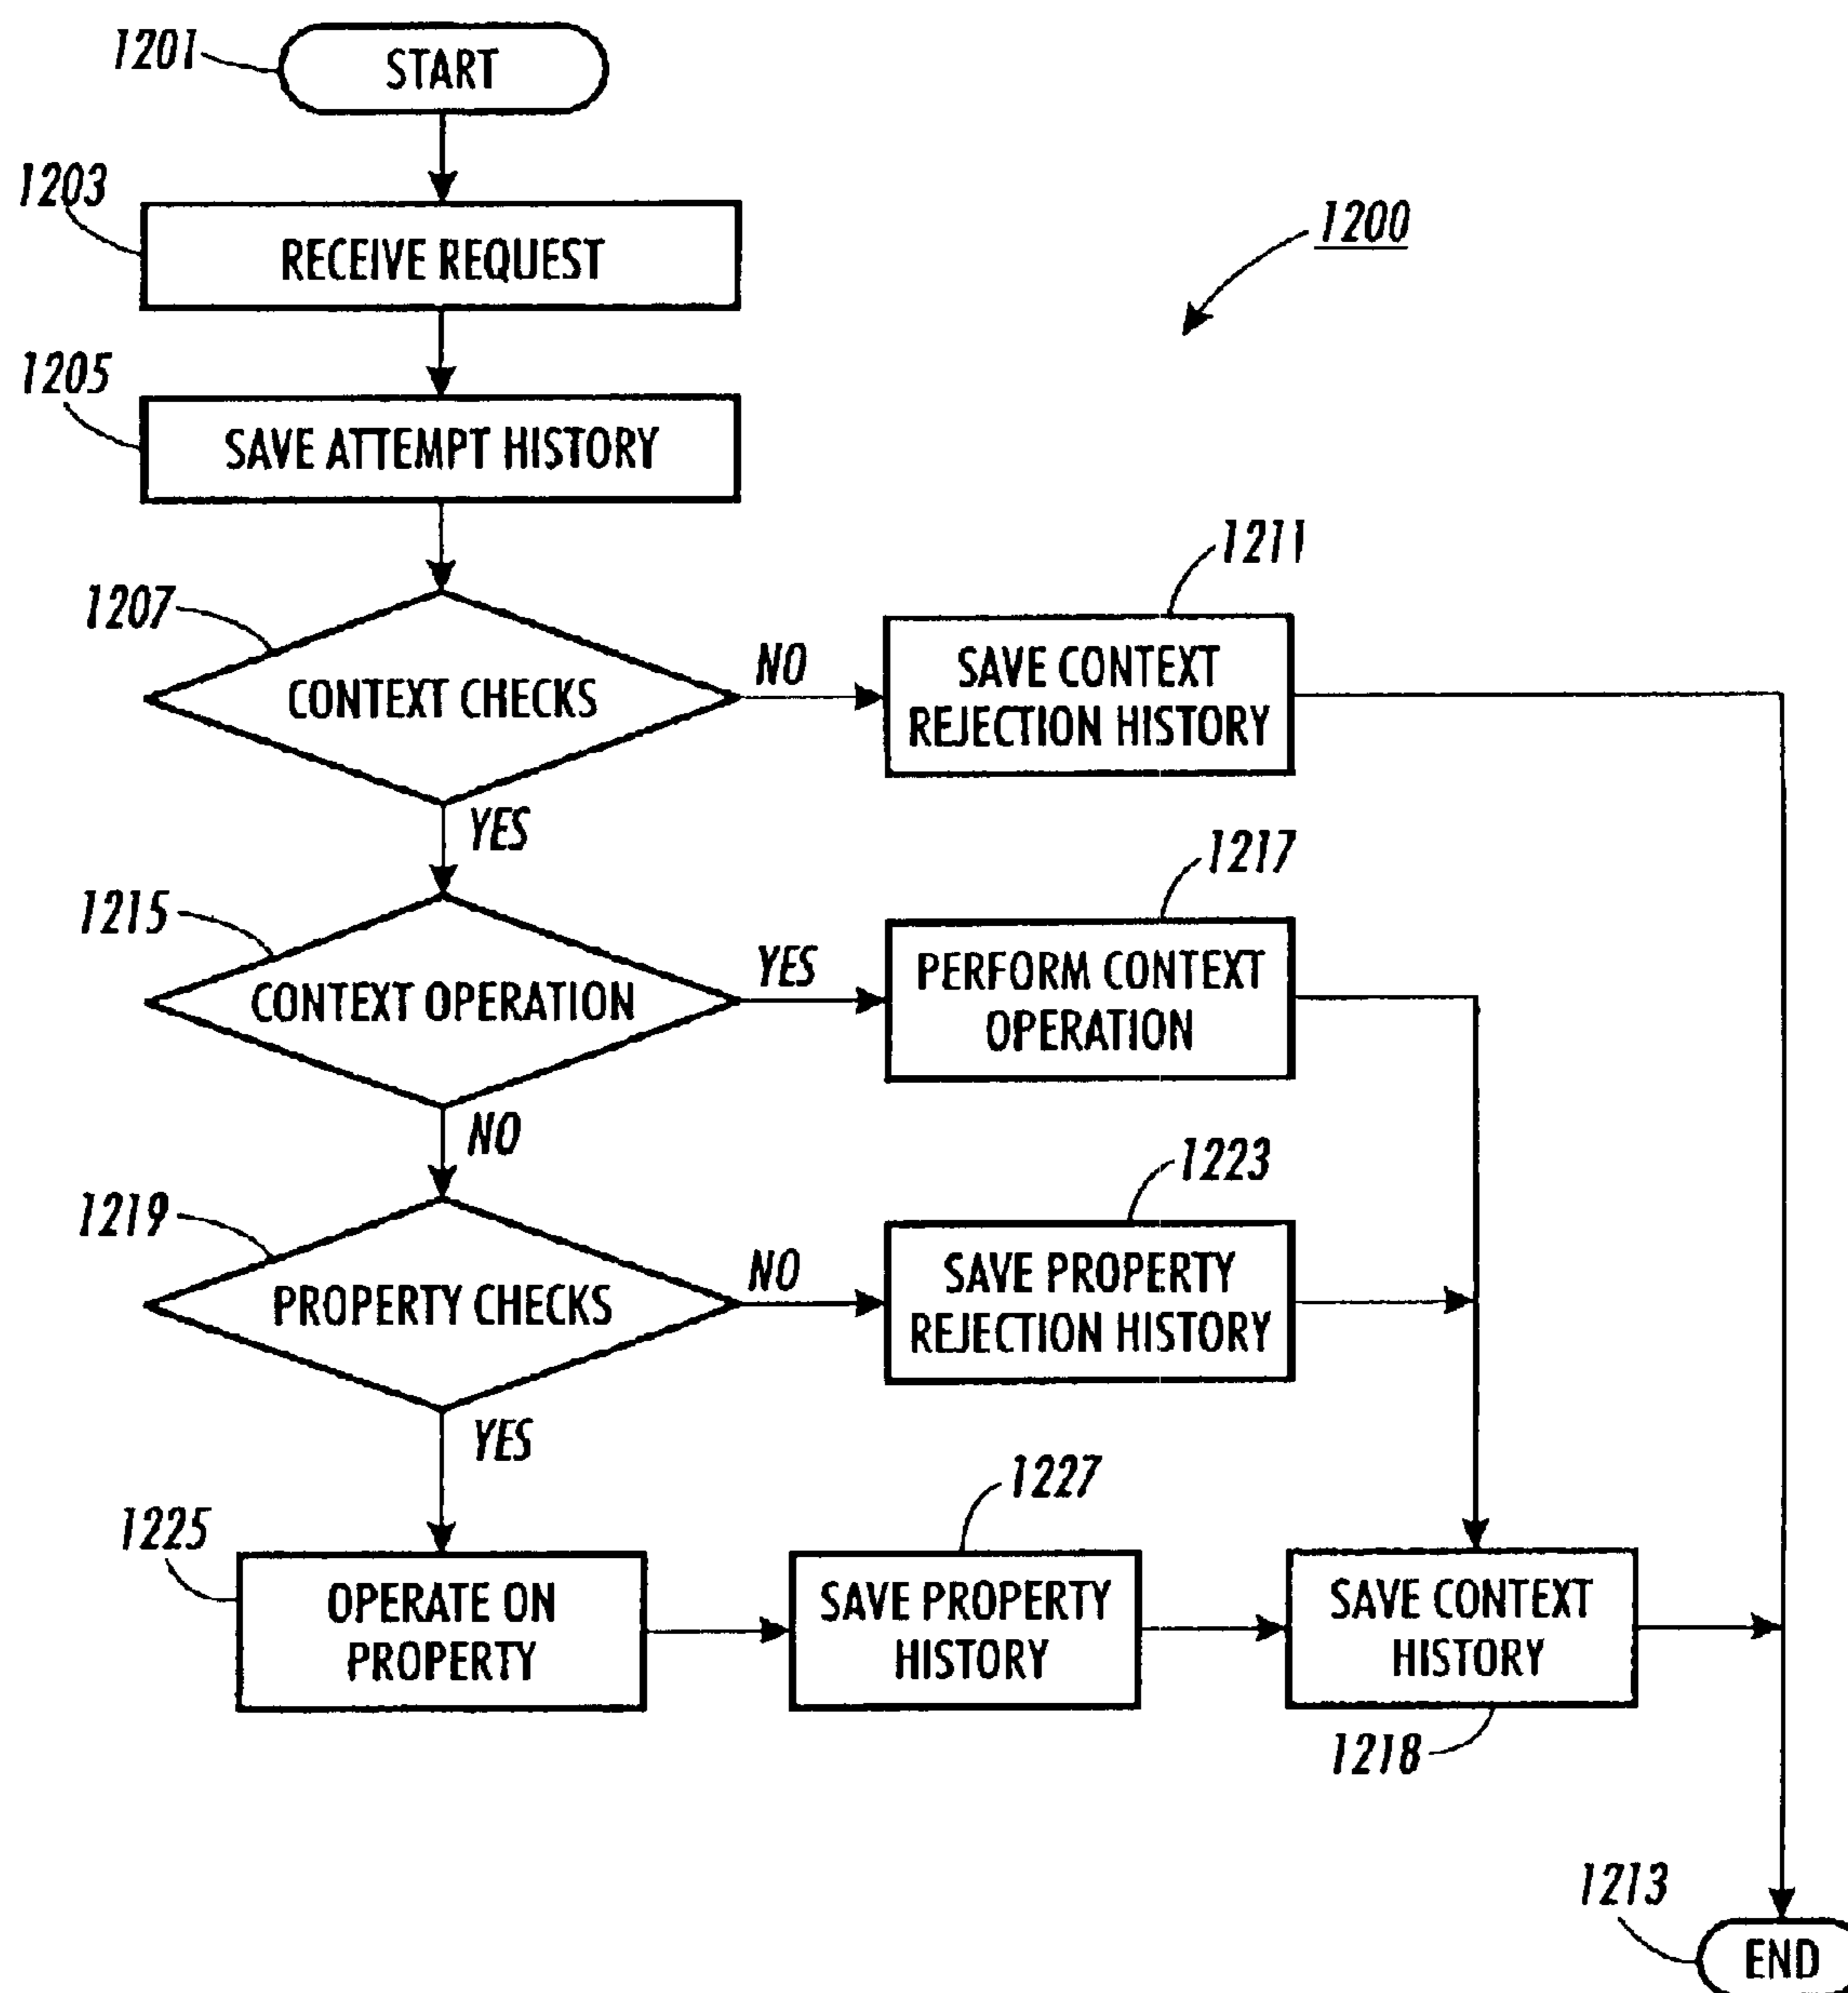 1201
START
1203
RECEIVE REQUEST
1200
1205
SAVE ATTEMPT HISTORY
1207
CONTEXT CHECKS
NO
1211
SAVE CONTEXT
REJECTION HISTORY
YES
1215
CONTEXT OPERATION
YES
1217
PERFORM CONTEXT
OPERATION
NO
1219
PROPERTY CHECKS
NO
1223
SAVE PROPERTY
REJECTION HISTORY
YES
1225
OPERATE ON
PROPERTY
1227
SAVE PROPERTY
HISTORY
SAVE CONTEXT
HISTORY
1218
1213
END